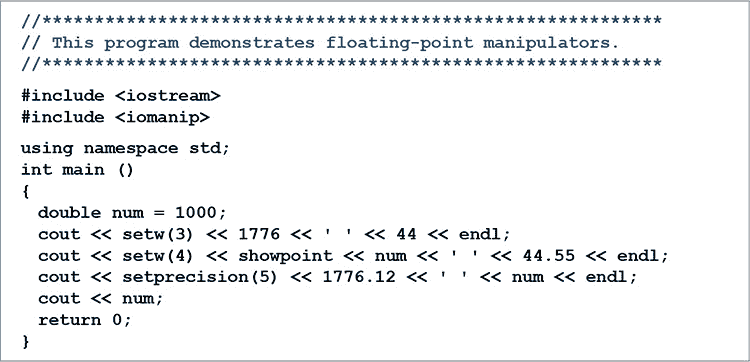 //************************************************************
// This program demonstrates floating-point manipulators.
//************************************************************
#include <iostream>
#include <iomanip>
using namespace std;
int main ()
{
  double num = 1000;
  cout << setw(3) << 1776 << ' ' << 44 << endl;
  cout << setw(4) << showpoint << num << ' ' << 44.55 << endl;
  cout << setprecision(5) << 1776.12 << ' ' << num << endl;
  cout << num;
  return 0;
}